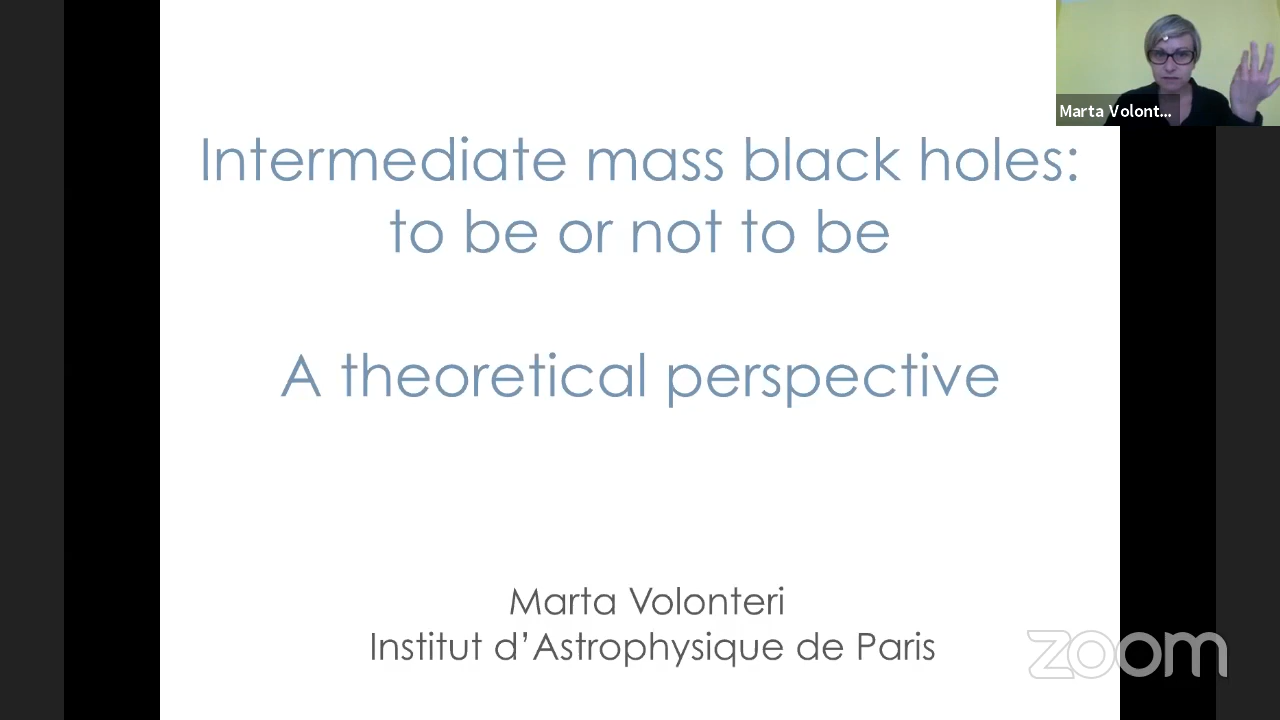 Marta Volont...
Intermediate mass black holes:
to be or not to be
A theoretical perspective
Marta Volonteri
Institut d’Astrophysique de Paris
zoom